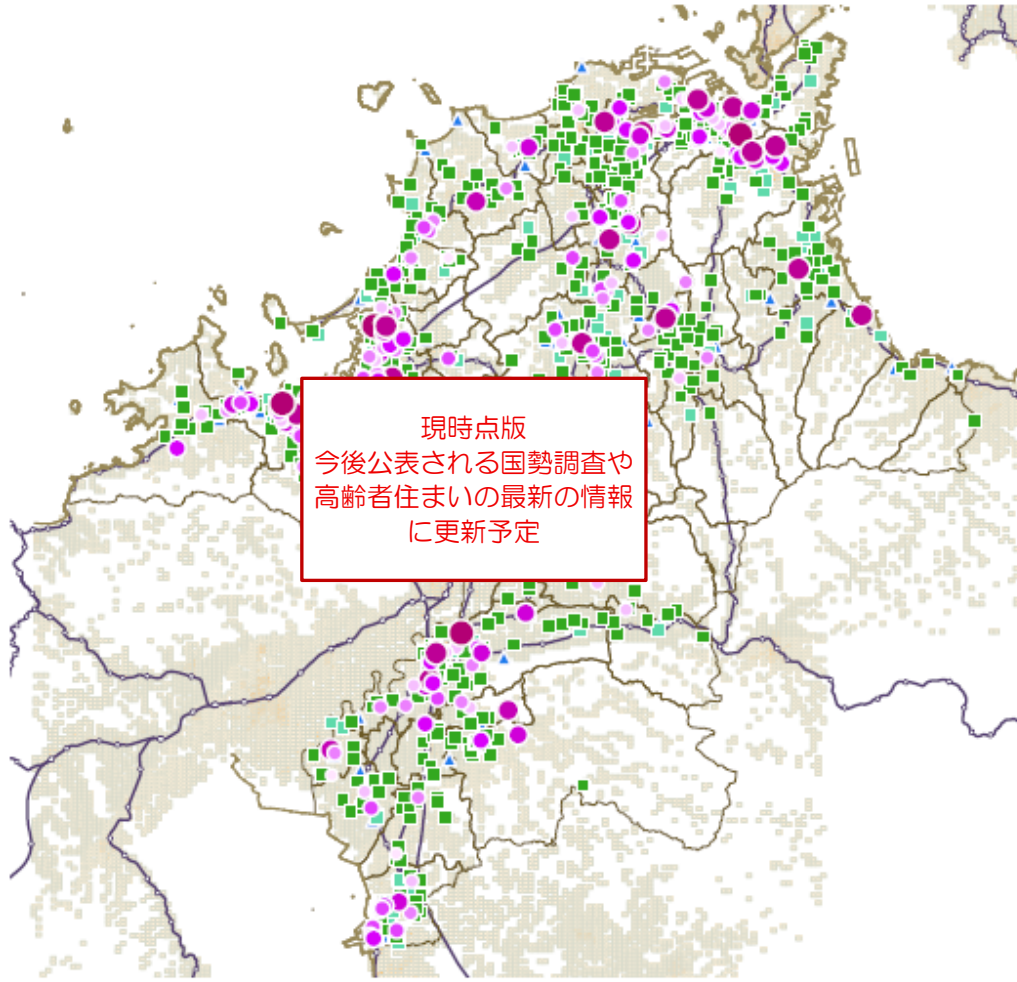 現時点版
今後公表される国勢調査や
高齢者住まいの最新の情報
に更新予定